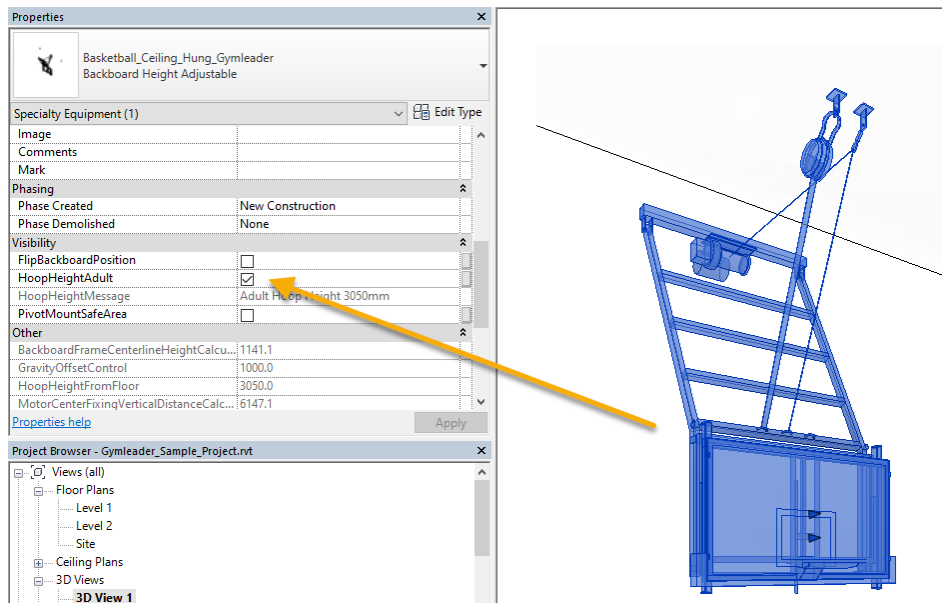 Properties
Basketball_Ceiling_Hung_Gymleader
Backboard Height Adjustable
Specialty Equipment (1)
Edit Type
Image
Comments
Mark
Phasing
Phase Created New Construction
Phase Demolished None
Visibility
FlipBackboardPosition
HoopHeightAdult
HoopHeightMessage Adult Hoop Height 3050mm
PivotMountSafeArea
Other
BackboardFrameCenterlineHeightCalcu... 1141.1
GravityOffsetControl 1000.0
HoopHeightFromFloor 3050.0
MotorCenterFixingVerticalDistanceCalc... 6147.1
Properties help
Apply
Project Browser - Gymleader_Sample_Project.rvt
Views (all)
Floor Plans
Level 1
Level 2
Site
Ceiling Plans
3D Views
3D View 1